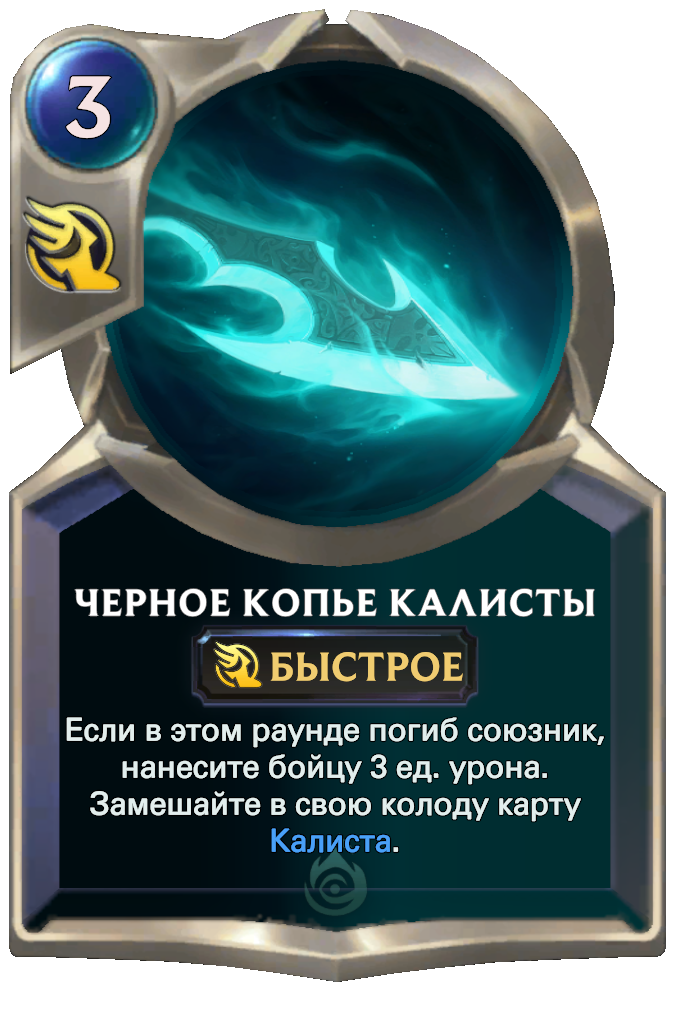 3
ЧЕРНОЕ КОПЬЕ КАЛИСТЫ
БЫСТРОЕ
Если в этом раунде погиб союзник,
нанесите бойцу 3 ед. урона.
Замешайте в свою колоду карту
Калиста.